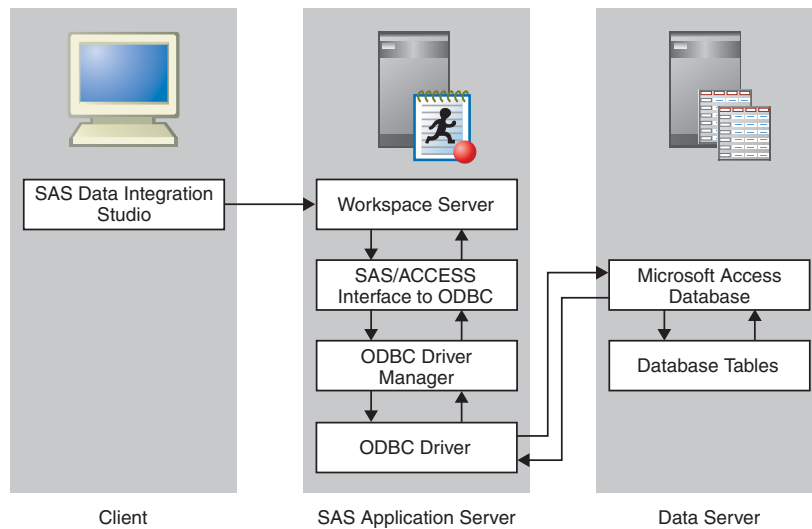 SAS Data Integration
Studio
Workspace Server
SAS/ACCESS
Interface to ODBC
ODBC Driver
Manager
ODBC Driver
Microsoft Access
Database
Database Tables
Client
SAS Application Server
Data Server